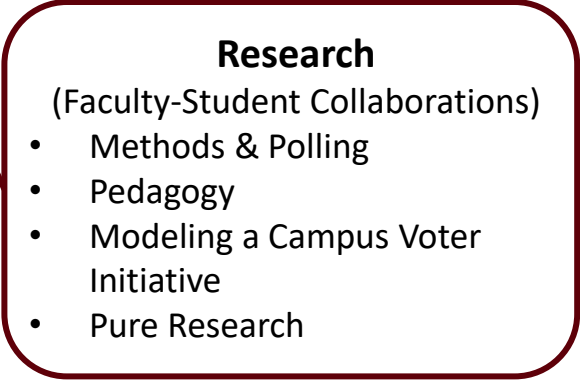 Research
(Faculty-Student Collaborations)
• Methods & Polling
• Pedagogy
• Modeling a Campus Voter
Initiative
• Pure Research